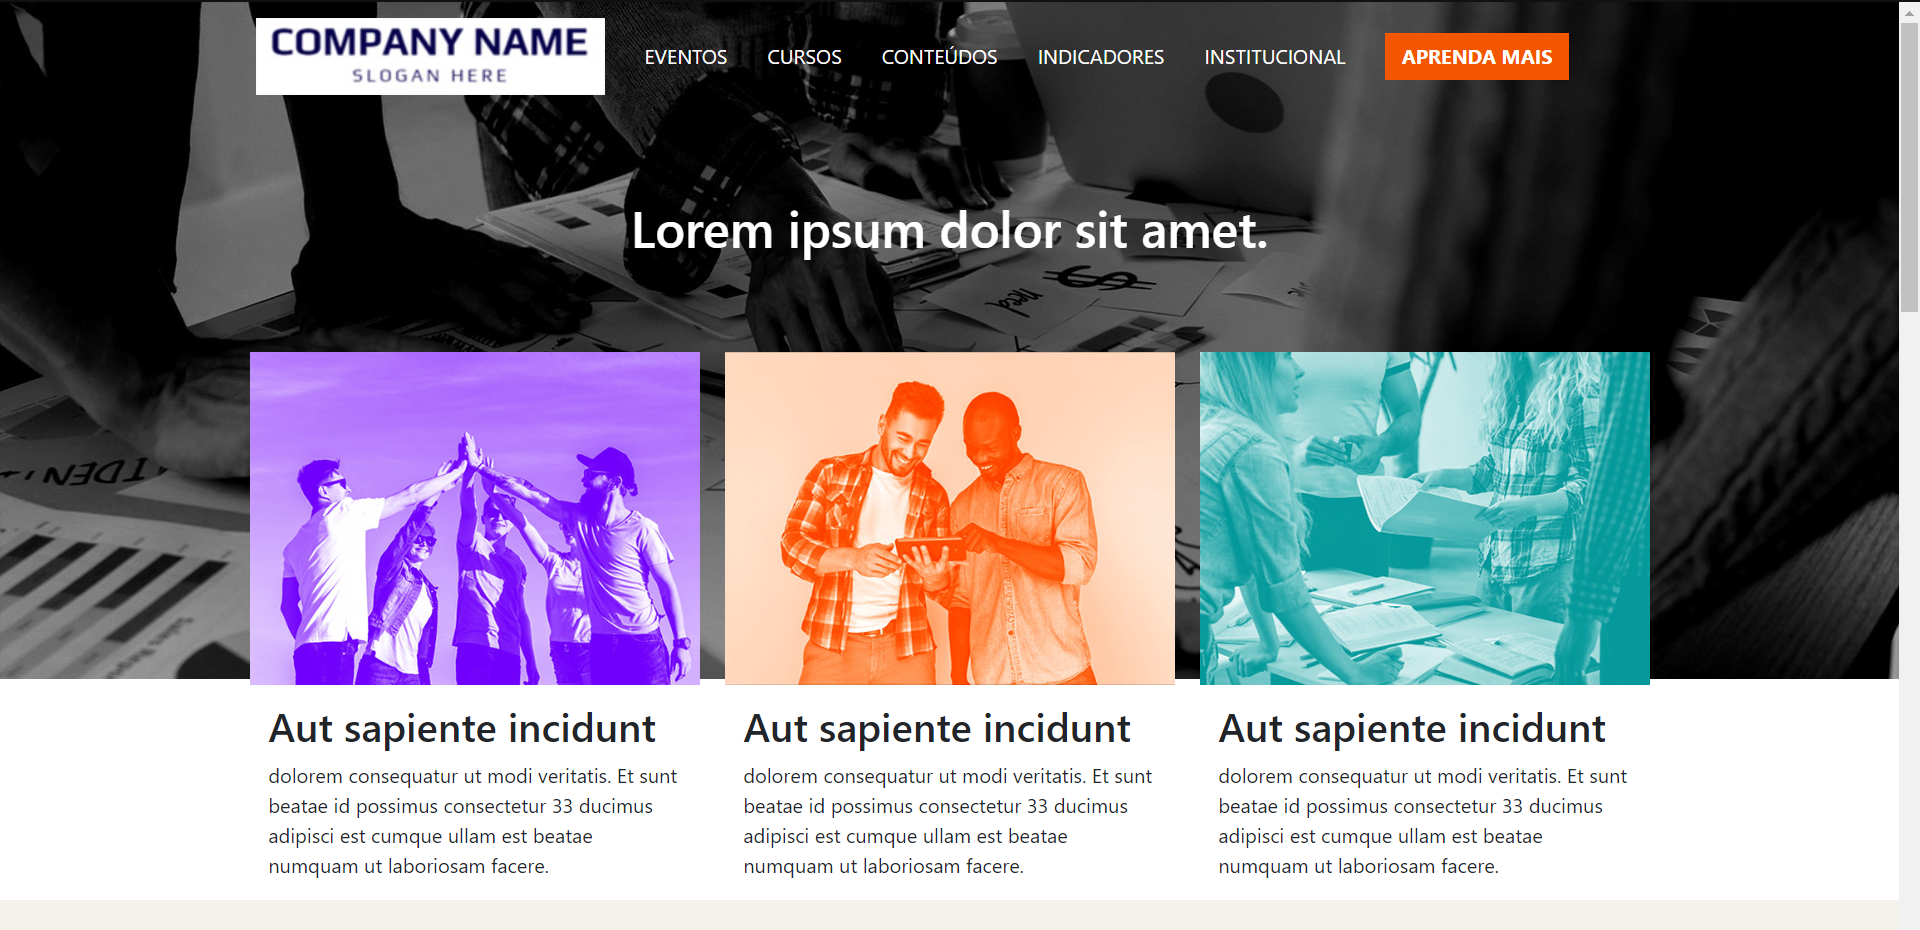 COMPANY NAME
SLOGAN HERE
EVENTOS CURSOS CONTEÚDOS INDICADORES INSTITUCIONAL APRENDA MAIS
Lorem ipsum dolor sit amet.
need
$
IDENTI
Sales Rep
Aut sapiente incidunt
dolorem consequatur ut modi veritatis. Et sunt
beatae id possimus consectetur 33 ducimus
adipisci est cumque ullam est beatae
numquam ut laboriosam facere.
Aut sapiente incidunt
dolorem consequatur ut modi veritatis. Et sunt
beatae id possimus consectetur 33 ducimus
adipisci est cumque ullam est beatae
numquam ut laboriosam facere.
Aut sapiente incidunt
dolorem consequatur ut modi veritatis. Et sunt
beatae id possimus consectetur 33 ducimus
adipisci est cumque ullam est beatae
numquam ut laboriosam facere.